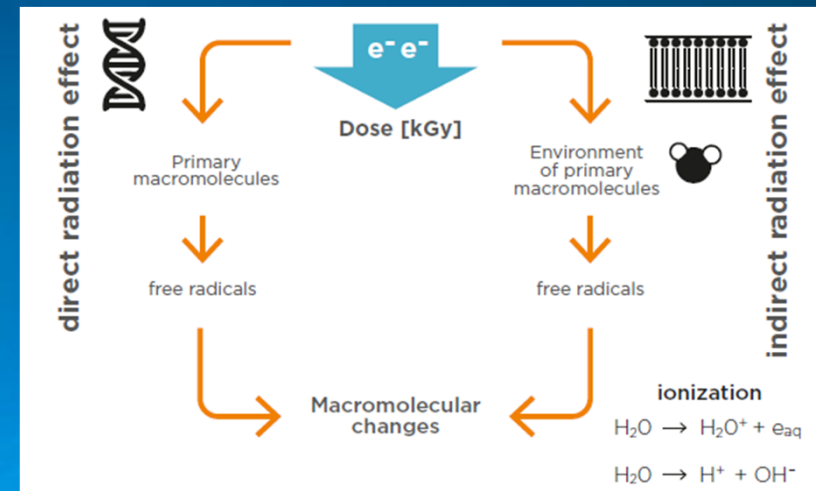 direct radiation effect
e⁻ e⁻
Dose [kGy]
Primary
macromolecules
free radicals
Environment
of primary
macromolecules
free radicals
indirect radiation effect
Macromolecular
changes
ionization
H₂O → H₂O⁺ + eaq
H₂O → H⁺ + OH⁻